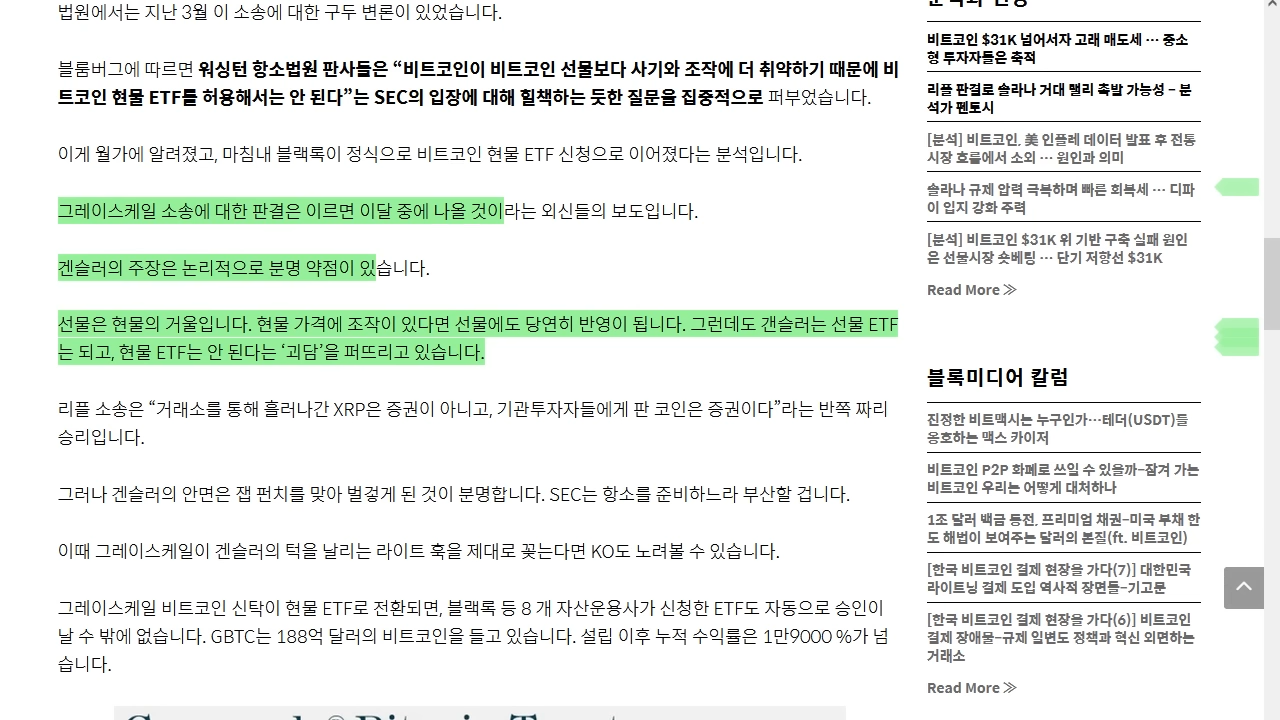 법원에서는 지난 3월 이 소송에 대한 구두 변론이 있었습니다.
블룸버그에 따르면 워싱턴 항소법원 판사들은 “비트코인이 비트코인 선물보다 사기와 조작에 더 취약하기 때문에 비
트코인 현물 ETF를 허용해서는 안 된다”는 SEC의 입장에 대해 힐책하는 듯한 질문을 집중적으로 퍼부었습니다.
이게 월가에 알려졌고, 마침내 블랙록이 정식으로 비트코인 현물 ETF 신청으로 이어졌다는 분석입니다.
그레이스케일 소송에 대한 판결은 이르면 이달 중에 나올 것이라는 외신들의 보도입니다.
겐슬러의 주장은 논리적으로 분명 약점이 있습니다.
선물은 현물의 거울입니다. 현물 가격에 조작이 있다면 선물에도 당연히 반영이 됩니다. 그런데도 갠슬러는 선물 ETF
는 되고, 현물 ETF는 안 된다는 ‘괴담’을 퍼뜨리고 있습니다.
리플 소송은 “거래소를 통해 흘러나간 XRP은 증권이 아니고, 기관투자자들에게 판 코인은 증권이다”라는 반쪽 짜리
승리입니다.
그러나 겐슬러의 안면은 잽 펀치를 맞아 벌겋게 된 것이 분명합니다. SEC는 항소를 준비하느라 부산할 겁니다.
이때 그레이스케일이 겐슬러의 턱을 날리는 라이트 훅을 제대로 꽂는다면 KO도 노려볼 수 있습니다.
그레이스케일 비트코인 신탁이 현물 ETF로 전환되면, 블랙록 등 8 개 자산운용사가 신청한 ETF도 자동으로 승인이
날 수 밖에 없습니다. GBTC는 188억 달러의 비트코인을 들고 있습니다. 설립 이후 누적 수익률은 1만9000 %가 넘
습니다.
비트코인 $31K 넘어서자 고래 매도세 … 중소
형 투자자들은 축적
리플 판결로 솔라나 거대 랠리 촉발 가능성 – 분
석가 펜토시
[분석] 비트코인, 美 인플레 데이터 발표 후 전통
시장 흐름에서 소외 … 원인과 의미
솔라나 규제 압력 극복하며 빠른 회복세 … 디파
이 입지 강화 주력
[분석] 비트코인 $31K 위 기반 구축 실패 원인
은 선물시장 숏베팅 … 단기 저항선 $31K
Read More ≫
블록미디어 칼럼
진정한 비트맥시는 누구인가…테더(USDT)를
옹호하는 맥스 카이저
비트코인 P2P 화폐로 쓰일 수 있을까–잠겨 가는
비트코인 우리는 어떻게 대처하나
1조 달러 백금 동전, 프리미엄 채권–미국 부채 한
도 해법이 보여주는 달러의 본질(ft. 비트코인)
[한국 비트코인 결제 현장을 가다(7)] 대한민국
라이트닝 결제 도입 역사적 장면들–기고문
[한국 비트코인 결제 현장을 가다(6)] 비트코인
결제 장애물–규제 일변도 정책과 혁신 외면하는
거래소
Read More ≫